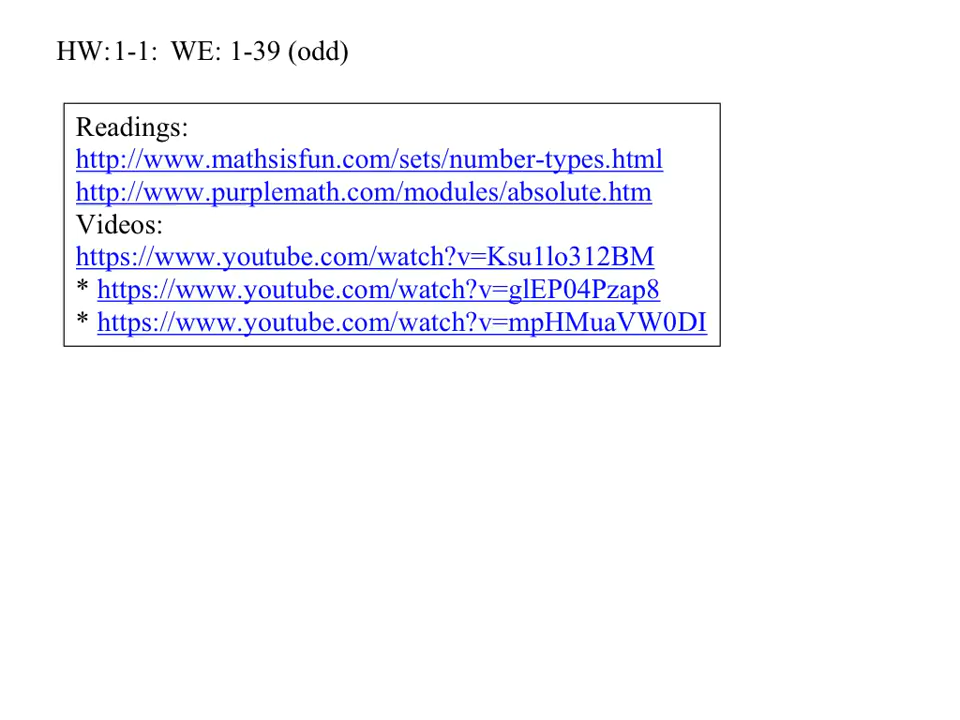 HW: 1-1:  WE: 1-39 (odd)
Readings:
http://www.mathsisfun.com/sets/number-types.html
http://www.purplemath.com/modules/absolute.htm
Videos:
https://www.youtube.com/watch?v=Ksu1lo312BM
* https://www.youtube.com/watch?v=glEP04Pzap8
* https://www.youtube.com/watch?v=mpHMuaVW0DI